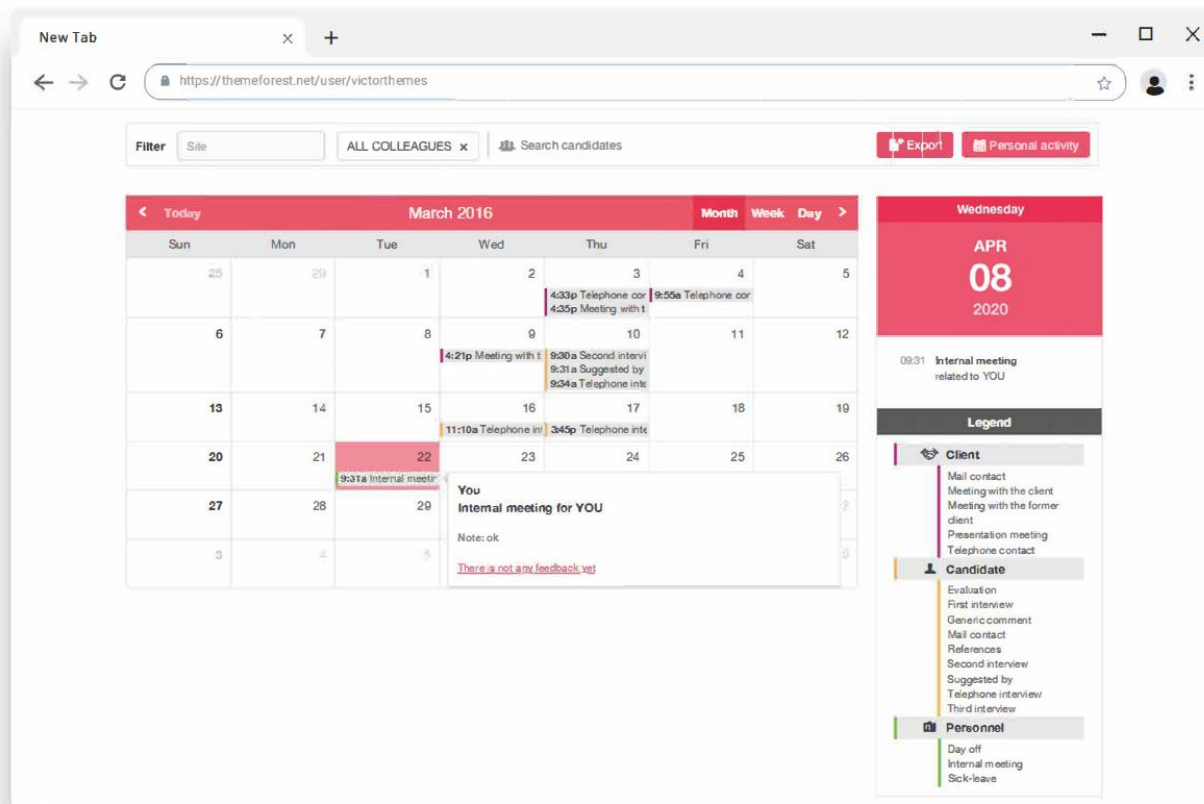 New Tab
https://themeforest.net/user/victorthemes
Filter Site ALL COLLEAGUES x Search candidates Export Personal activity
Today March 2016 Month Week Day
Sun Mon Tue Wed Thu Fri Sat
28 29 1 2 3 4 5
4:33p Telephone cor 9:55a Telephone cor
4:35p Meeting with t
6 7 8 9 10 11 12
4:21p Meeting with t 9:30a Second intervi
9:31a Suggested by
9:34a Telephone inte
13 14 15 16 17 18 19
11:10a Telephone int 3:45p Telephone inte
20 21 22 23 24 25 26
9:31a Internal meetin
27 28 29 2
3 4 5
You
Internal meeting for YOU
Note: ok
There is not any feedback yet
Wednesday
APR
08
2020
09:31 Internal meeting
related to YOU
Legend
Client
Mail contact
Meeting with the client
Meeting with the former
client
Presentation meeting
Telephone contact
Candidate
Evaluation
First interview
Generic comment
Mail contact
References
Second interview
Suggested by
Telephone interview
Third interview
Personnel
Day off
Internal meeting
Sick-leave